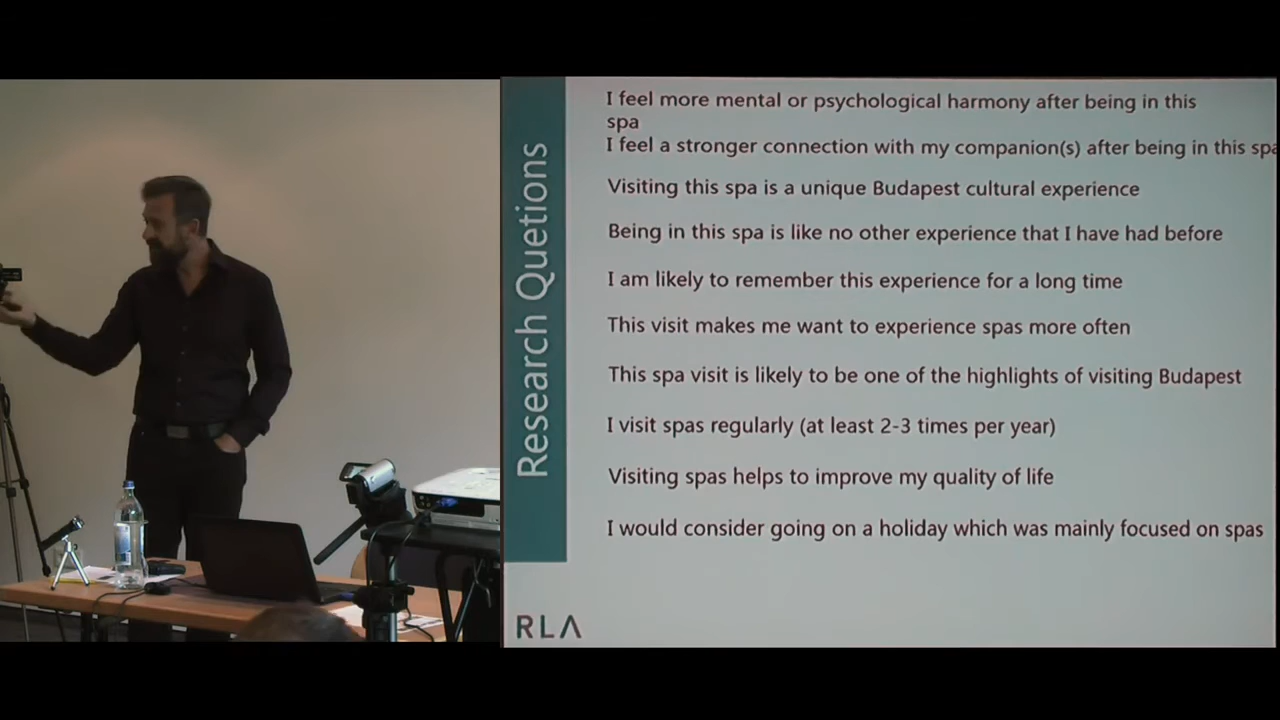 Research Quetions
I feel more mental or psychological harmony after being in this
spa
I feel a stronger connection with my companion(s) after being in this spa
Visiting this spa is a unique Budapest cultural experience
Being in this spa is like no other experience that I have had before
I am likely to remember this experience for a long time
This visit makes me want to experience spas more often
This spa visit is likely to be one of the highlights of visiting Budapest
I visit spas regularly (at least 2-3 times per year)
Visiting spas helps to improve my quality of life
I would consider going on a holiday which was mainly focused on spas
RLA